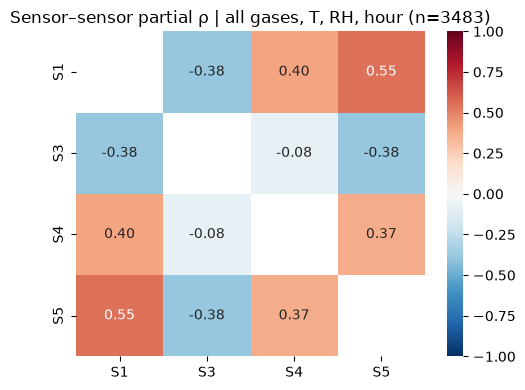 Sensor–sensor partial ρ | all gases, T, RH, hour (n=3483)
S1 -0.38 0.40 0.55
S3 -0.38 -0.08 -0.38
S4 0.40 -0.08 0.37
S5 0.55 -0.38 0.37
S1 S3 S4 S5
1.00
0.75
0.50
0.25
0.00
−0.25
−0.50
−0.75
−1.00